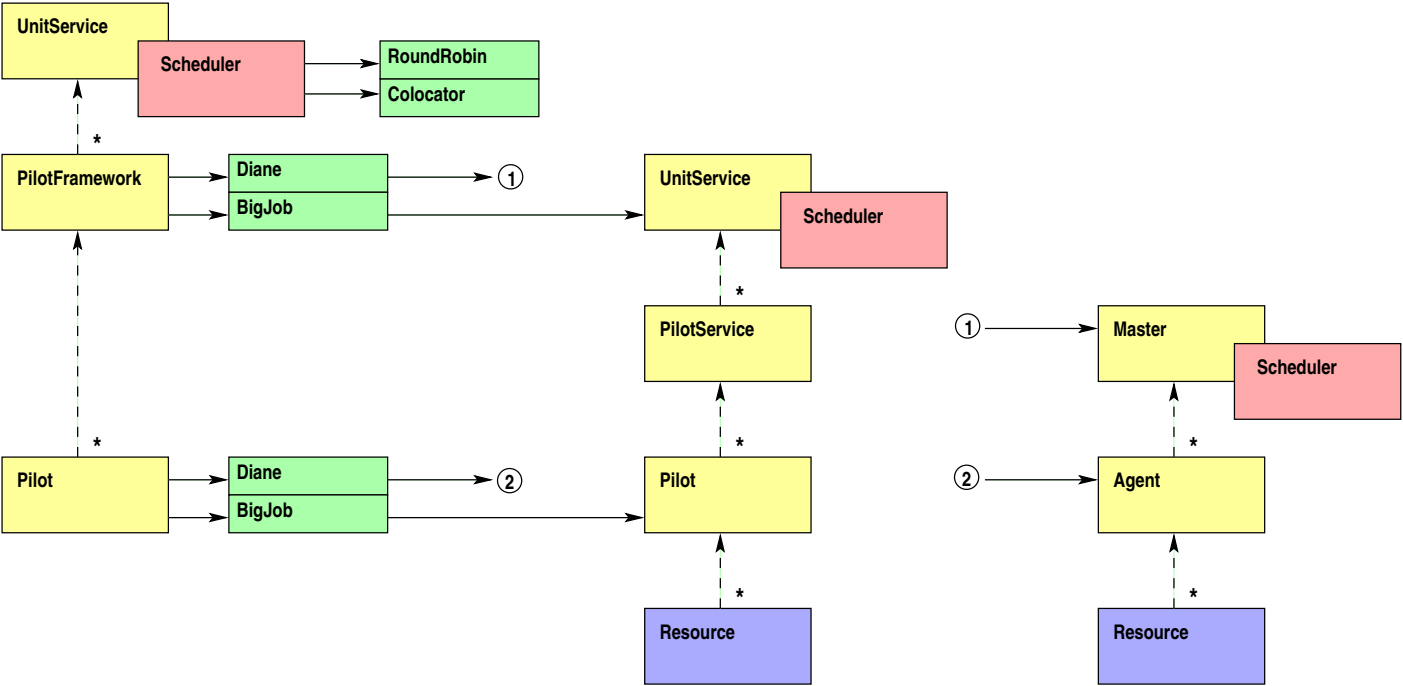 UnitService
Scheduler
RoundRobin
Colocator
*
PilotFramework
Diane
BigJob
1
UnitService
Scheduler
*
PilotService
1
Master
Scheduler
*
Pilot
Diane
BigJob
2
*
Pilot
2
*
Agent
*
Resource
*
Resource